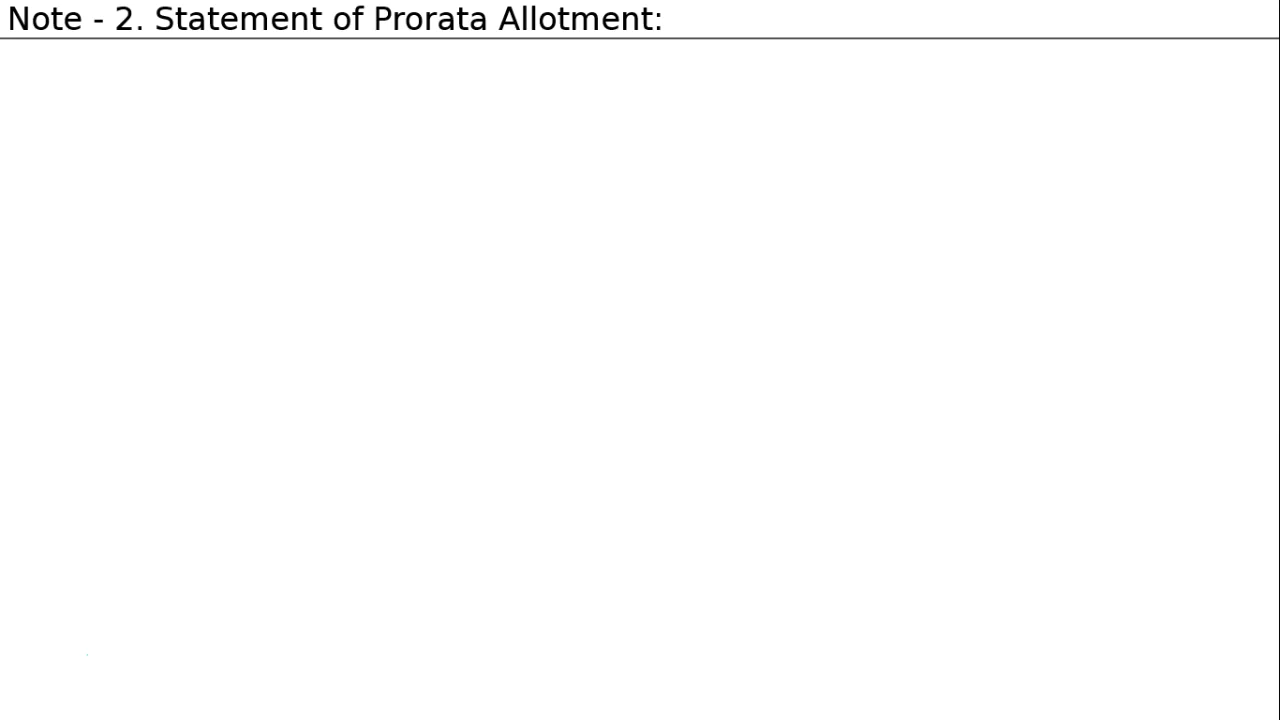 Note - 2. Statement of Prorata Allotment: